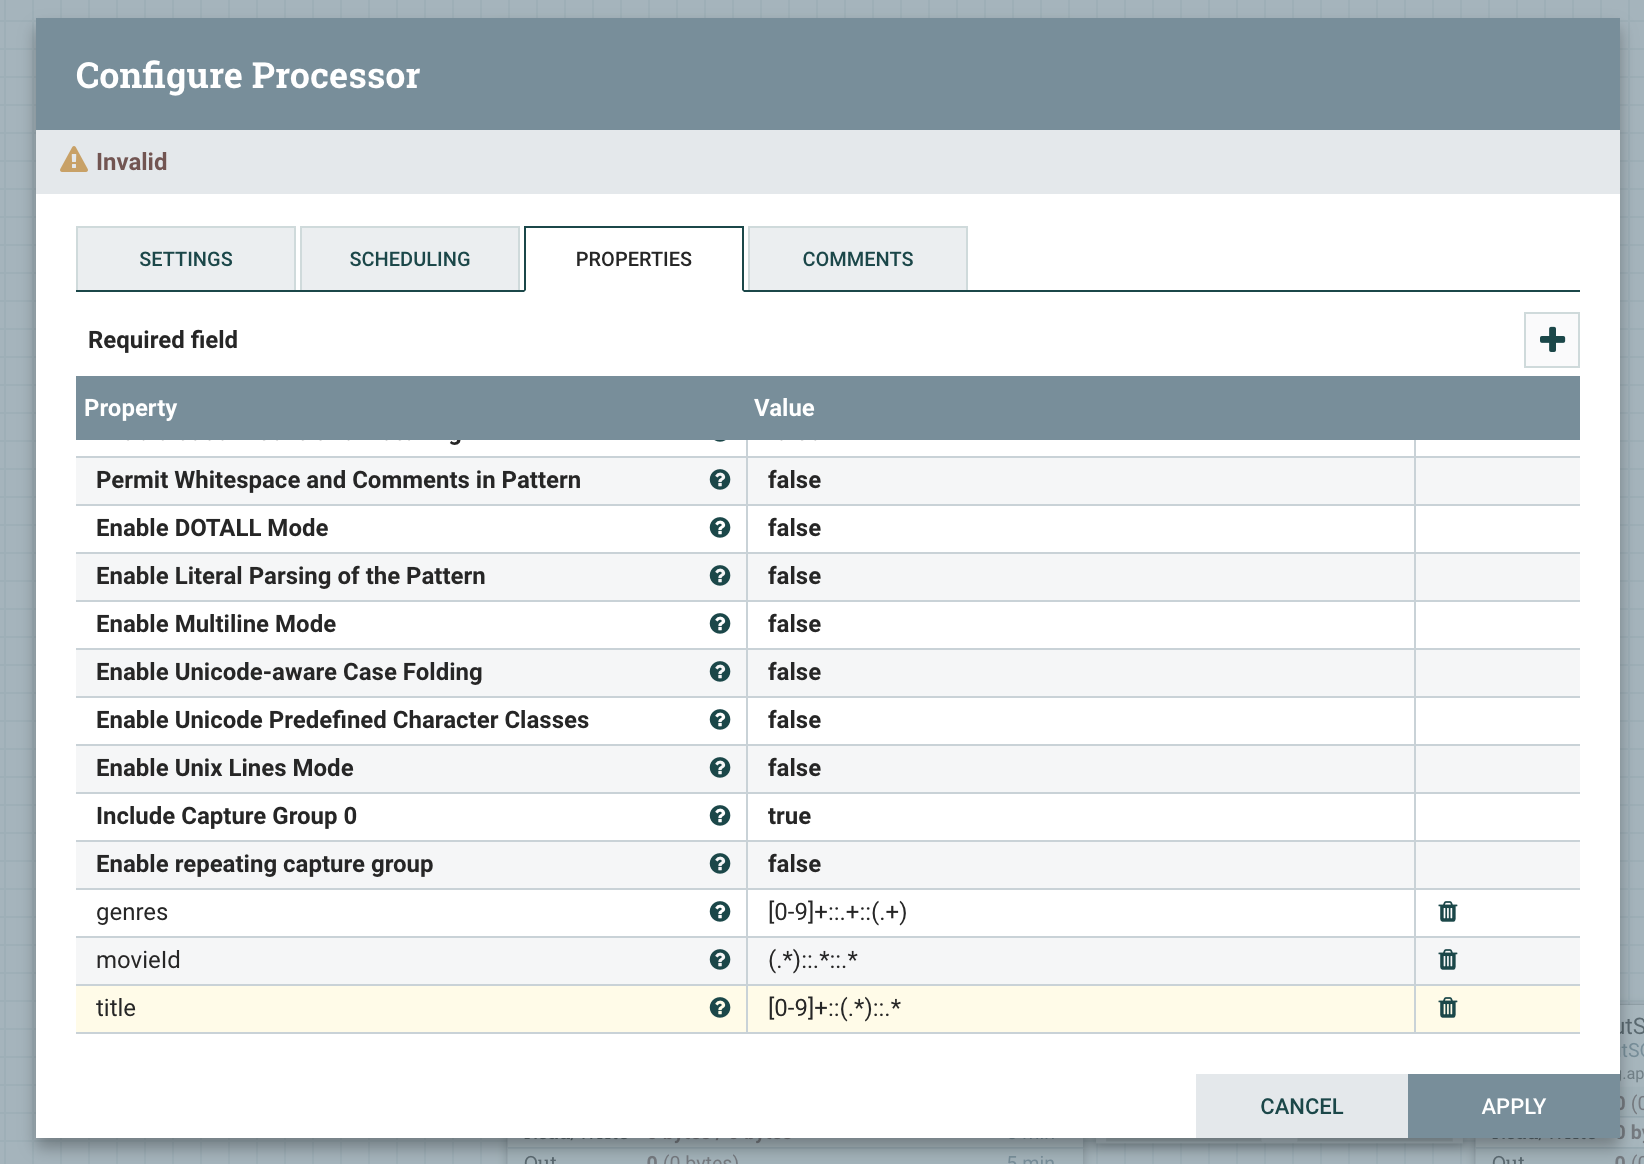 Configure Processor
Invalid
SETTINGS SCHEDULING PROPERTIES COMMENTS
Required field
Property Value
Permit Whitespace and Comments in Pattern false
Enable DOTALL Mode false
Enable Literal Parsing of the Pattern false
Enable Multiline Mode false
Enable Unicode-aware Case Folding false
Enable Unicode Predefined Character Classes false
Enable Unix Lines Mode false
Include Capture Group 0 true
Enable repeating capture group false
genres [0-9]+::.+::(.+)
movieId (.*)::.*::.*
title [0-9]+::(.*)::.*
CANCEL APPLY
Out 0 (0 bytes) 5 min
Out